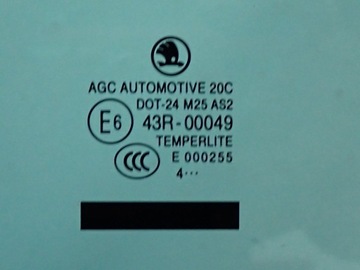 AGC AUTOMOTIVE 20C
DOT-24 M25 AS2
E6 43R-00049
TEMPERLITE
CCC E 000255
4···